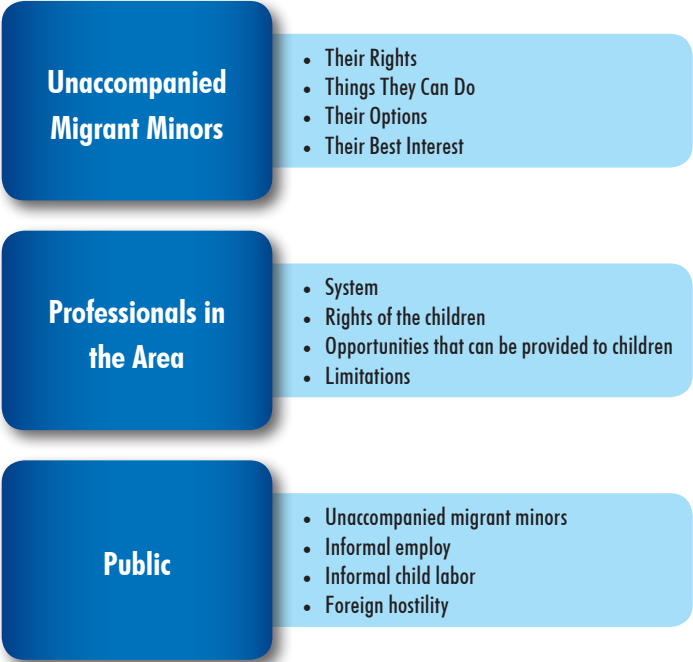 Unaccompanied
Migrant Minors
• Their Rights
• Things They Can Do
• Their Options
• Their Best Interest
Professionals in
the Area
• System
• Rights of the children
• Opportunities that can be provided to children
• Limitations
Public
• Unaccompanied migrant minors
• Informal employ
• Informal child labor
• Foreign hostility